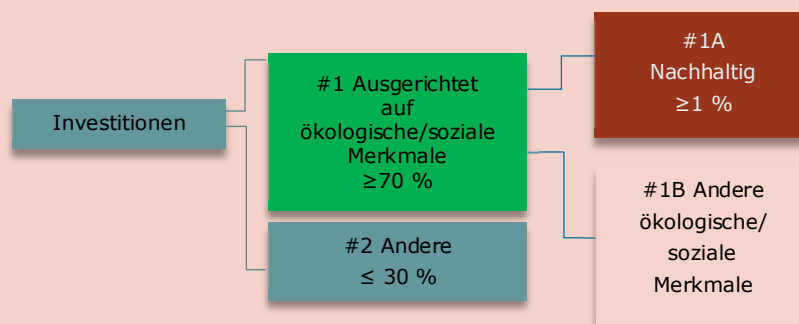 Investitionen
#1 Ausgerichtet
auf
ökologische/soziale
Merkmale
≥70 %
#2 Andere
≤ 30 %
#1A
Nachhaltig
≥1 %
#1B Andere
ökologische/
soziale
Merkmale